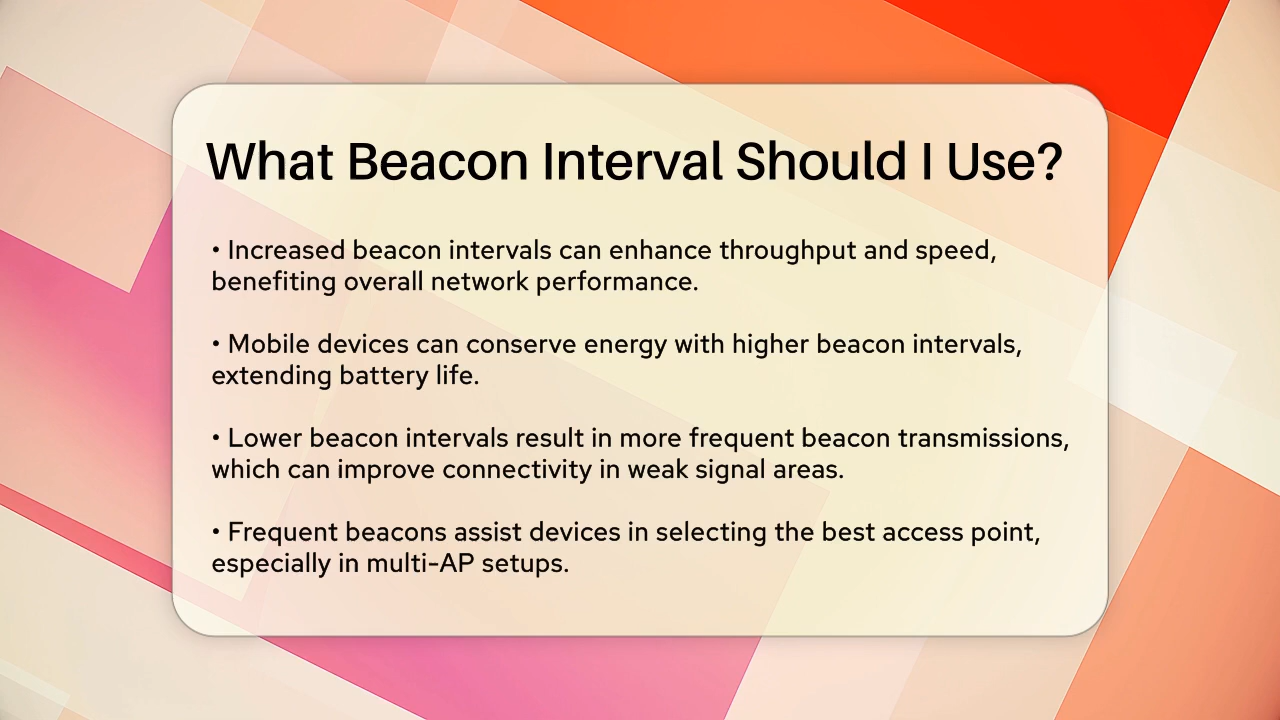 What Beacon Interval Should I Use?
• Increased beacon intervals can enhance throughput and speed,
benefiting overall network performance.
• Mobile devices can conserve energy with higher beacon intervals,
extending battery life.
• Lower beacon intervals result in more frequent beacon transmissions,
which can improve connectivity in weak signal areas.
• Frequent beacons assist devices in selecting the best access point,
especially in multi-AP setups.